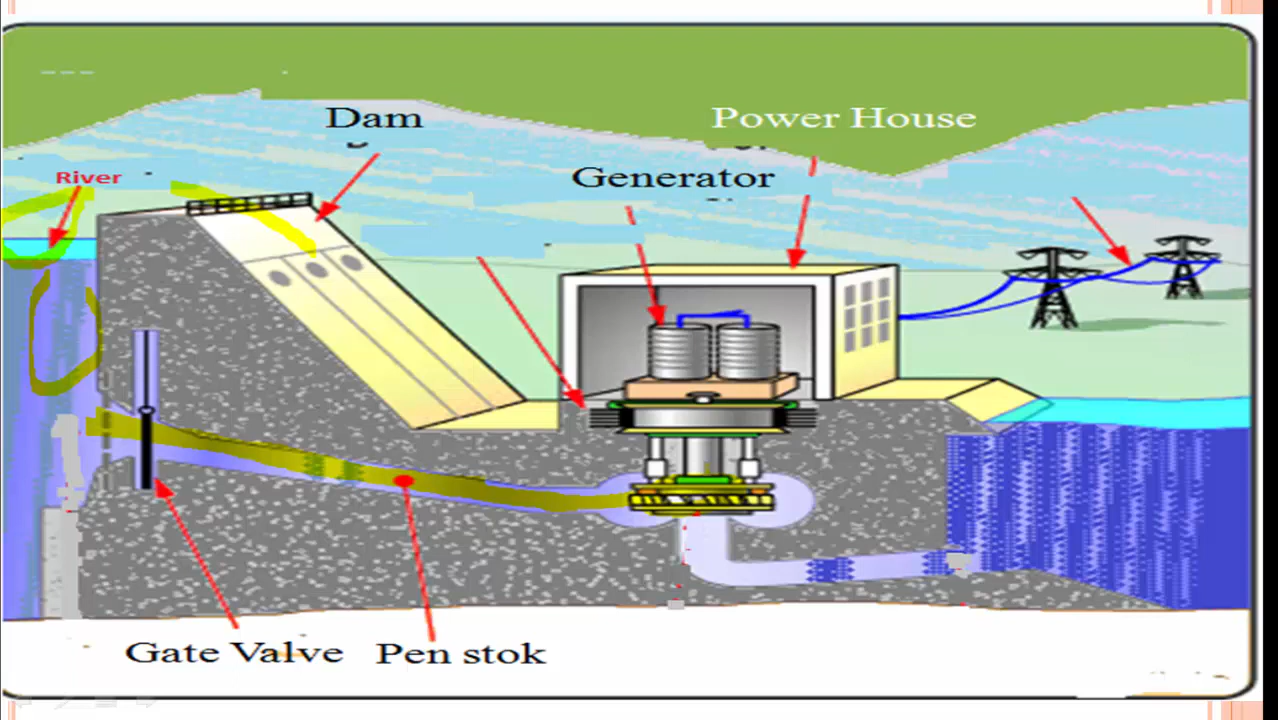 Dam
Power House
River
Generator
Gate Valve
Pen stok